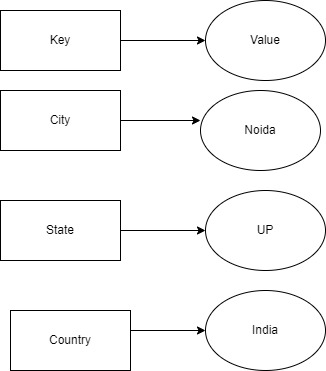 Key
Value
City
Noida
State
UP
Country
India